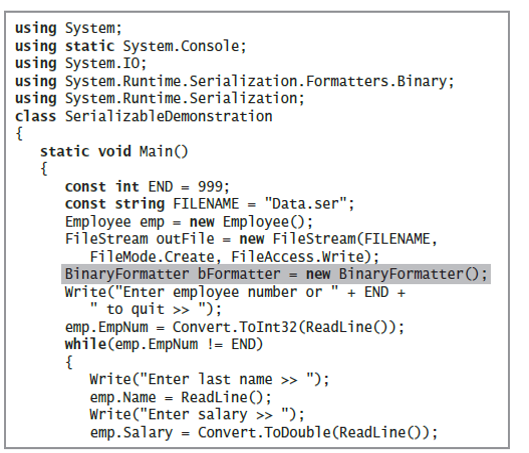 using System;
using static System.Console;
using System.IO;
using System.Runtime.Serialization.Formatters.Binary;
using System.Runtime.Serialization;
class SerializableDemonstration
{
   static void Main()
   {
      const int END = 999;
      const string FILENAME = "Data.ser";
      Employee emp = new Employee();
      FileStream outFile = new FileStream(FILENAME,
         FileMode.Create, FileAccess.Write);
      BinaryFormatter bFormatter = new BinaryFormatter();
      Write("Enter employee number or " + END +
         " to quit >> ");
      emp.EmpNum = Convert.ToInt32(ReadLine());
      while(emp.EmpNum != END)
      {
         Write("Enter last name >> ");
         emp.Name = ReadLine();
         Write("Enter salary >> ");
         emp.Salary = Convert.ToDouble(ReadLine());